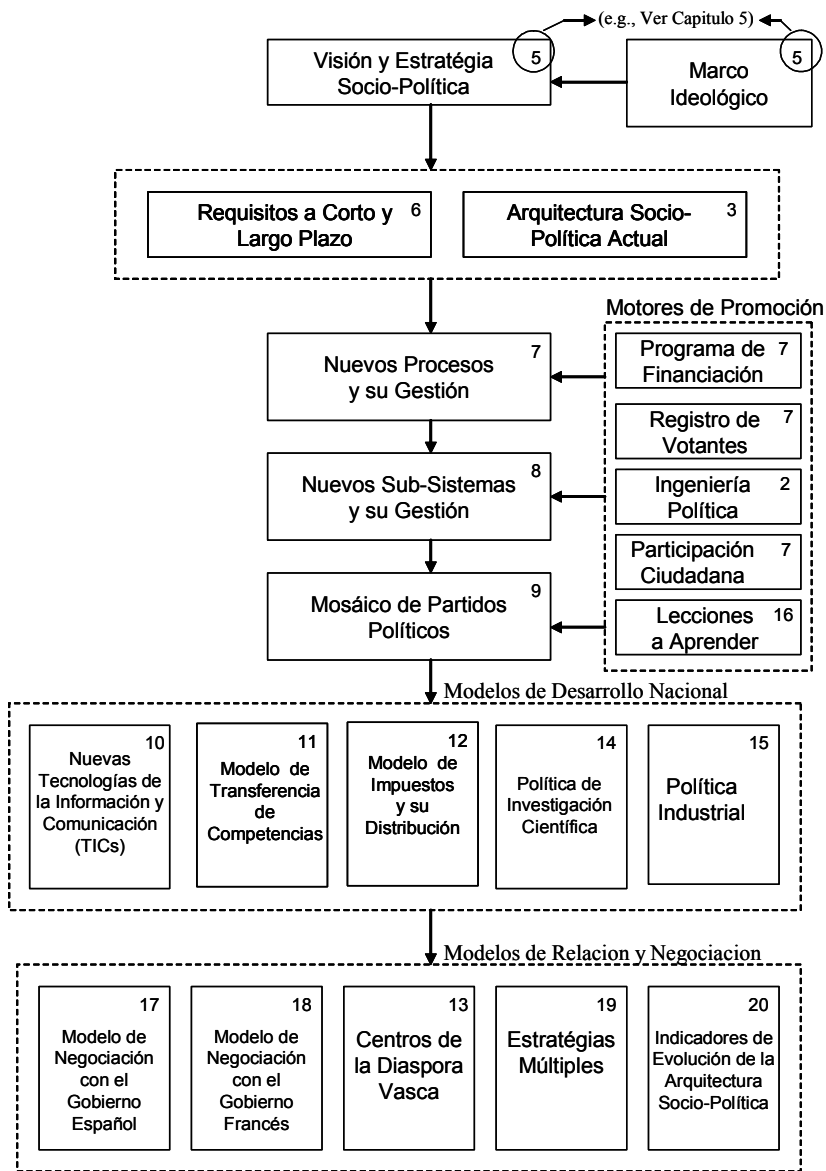 (e.g., Ver Capitulo 5)
5
Visión y Estratégia
Socio-Política
5
Marco
Ideológico
6
Requisitos a Corto y
Largo Plazo
3
Arquitectura Socio-
Política Actual
7
Nuevos Procesos
y su Gestión
8
Nuevos Sub-Sistemas
y su Gestión
9
Mosáico de Partidos
Políticos
Motores de Promoción
Programa de 7
Financiación
Registro de 7
Votantes
Ingeniería 2
Política
Participación 7
Ciudadana
Lecciones 16
a Aprender
Modelos de Desarrollo Nacional
10
Nuevas
Tecnologías de
la Información y
Comunicación
(TICs)
11
Modelo de
Transferencia
de
Competencias
12
Modelo de
Impuestos
y su
Distribución
14
Política de
Investigación
Científica
15
Política
Industrial
Modelos de Relacion y Negociacion
17
Modelo de
Negociación
con el
Gobierno
Español
18
Modelo de
Negociación
con el
Gobierno
Francés
13
Centros de
la Diaspora
Vasca
19
Estratégias
Múltiples
20
Indicadores de
Evolución de la
Arquitectura
Socio-Política